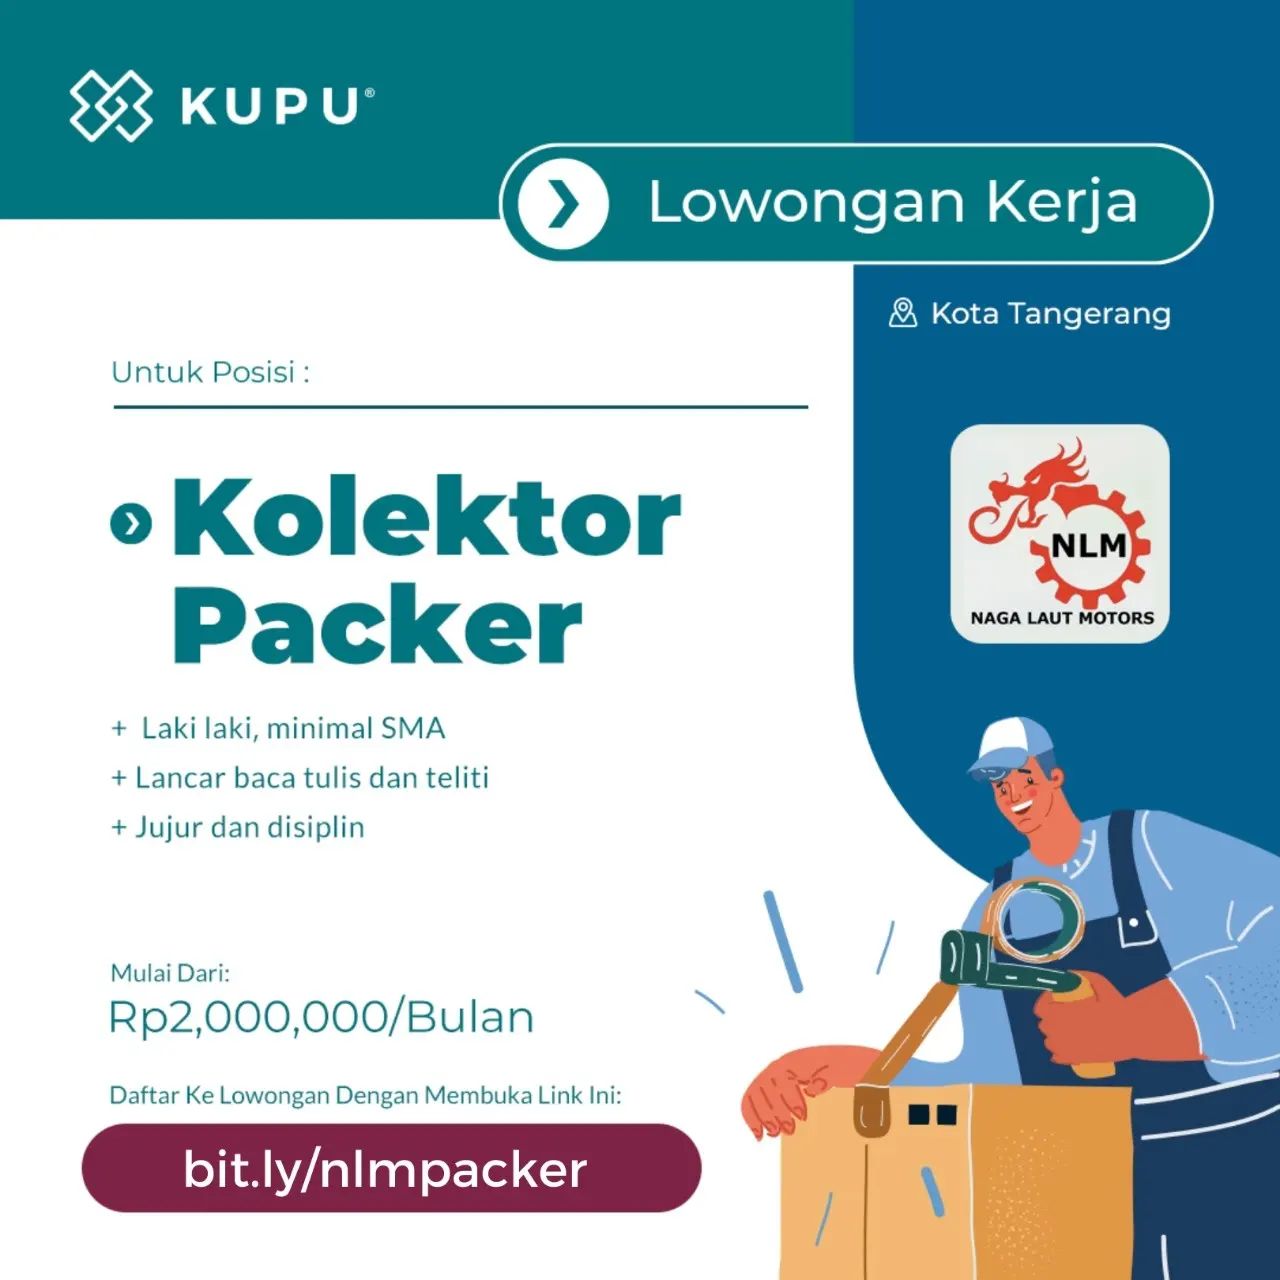 KUPU®
Lowongan Kerja
Kota Tangerang
Untuk Posisi :
Kolektor
Packer
NLM
NAGA LAUT MOTORS
+ Laki laki, minimal SMA
+ Lancar baca tulis dan teliti
+ Jujur dan disiplin
Mulai Dari:
Rp2,000,000/Bulan
Daftar Ke Lowongan Dengan Membuka Link Ini:
bit.ly/nlmpacker